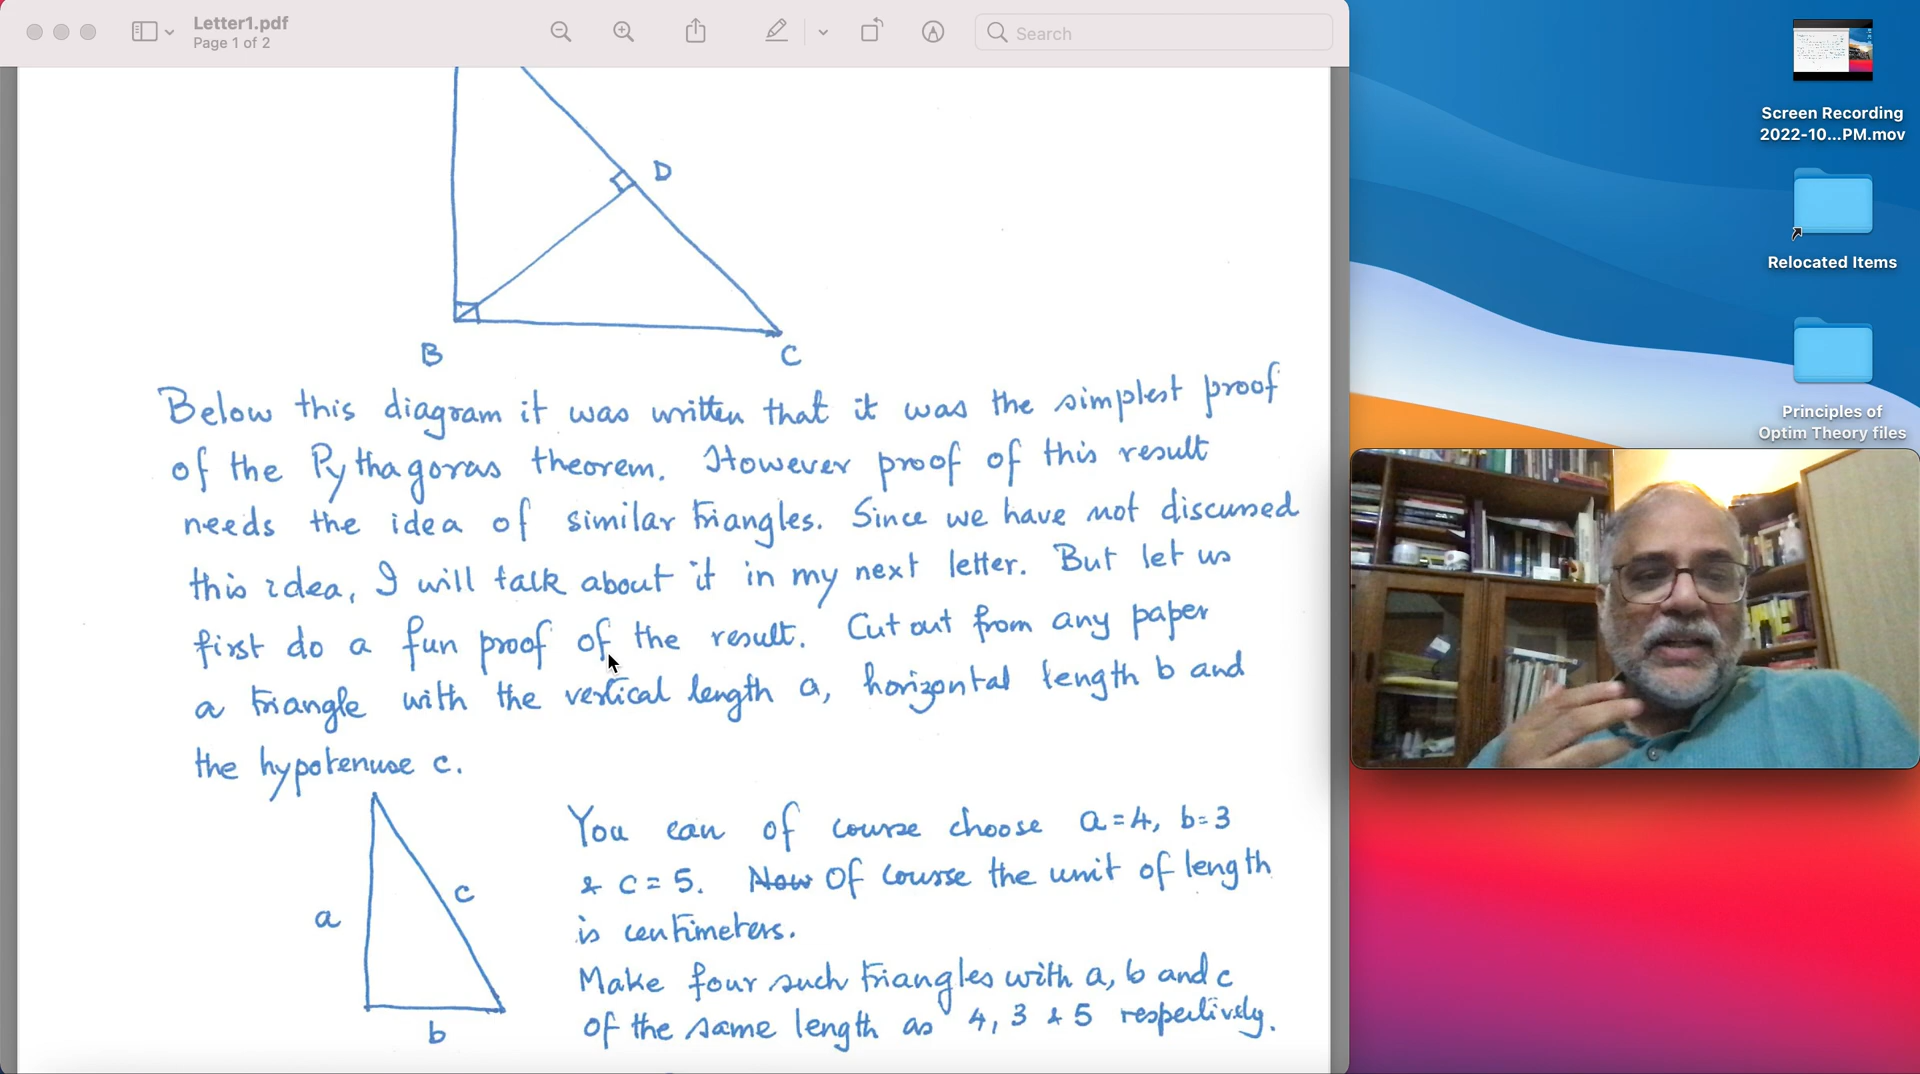 Letter1.pdf
Page 1 of 2
Search
D
B
C
Below this diagram it was written that it was the simplest proof
of the Pythagoras theorem. However proof of this result
needs the idea of similar triangles. Since we have not discussed
this idea, I will talk about it in my next letter. But let us
first do a fun proof of the result. Cut out from any paper
a triangle with the vertical length a, horizontal length b and
the hypotenuse c.
a
c
b
You can of course choose a=4, b=3
& c=5. Now Of course the unit of length
is centimeters.
Make four such triangles with a, b and c
of the same length as 4, 3 & 5 respectively.
Screen Recording
2022-10...PM.mov
Relocated Items
Principles of
Optim Theory files